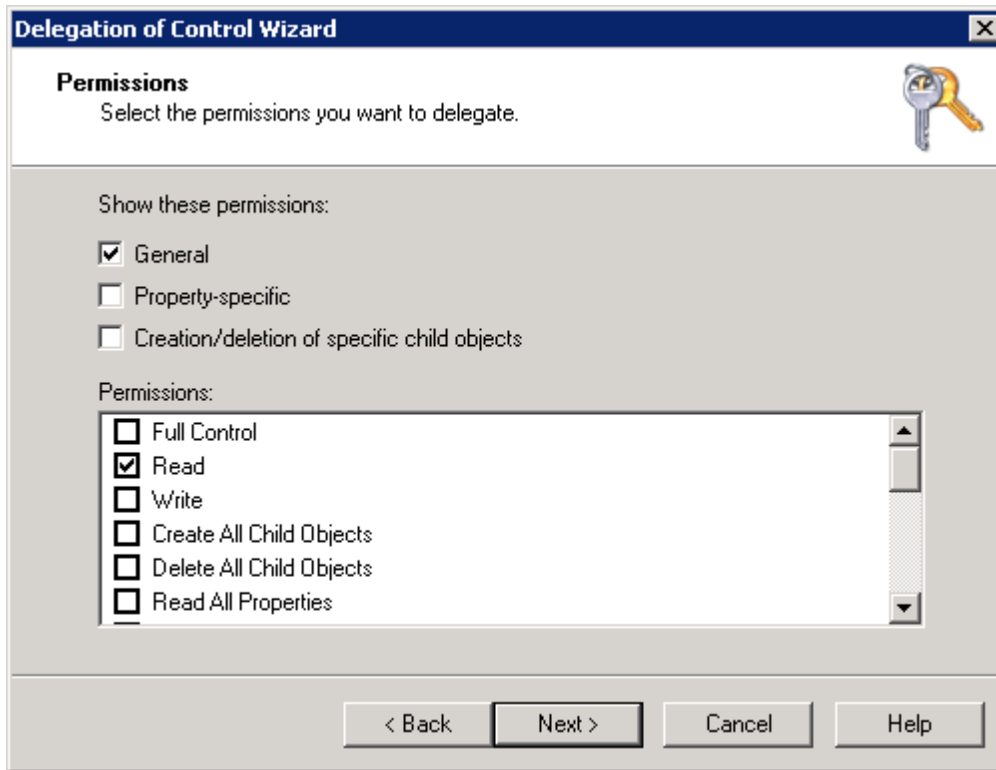 Delegation of Control Wizard
Permissions
Select the permissions you want to delegate.
Show these permissions:
General
Property-specific
Creation/deletion of specific child objects
Permissions:
Full Control
Read
Write
Create All Child Objects
Delete All Child Objects
Read All Properties
< Back Next > Cancel Help